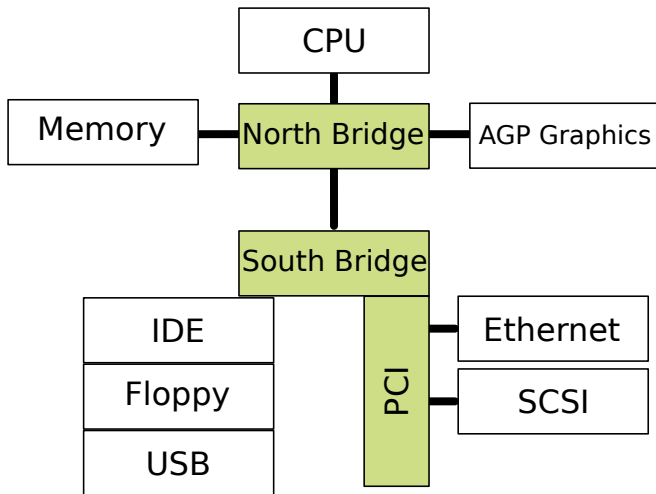 CPU
Memory
North Bridge
AGP Graphics
South Bridge
IDE
Floppy
USB
PCI
Ethernet
SCSI